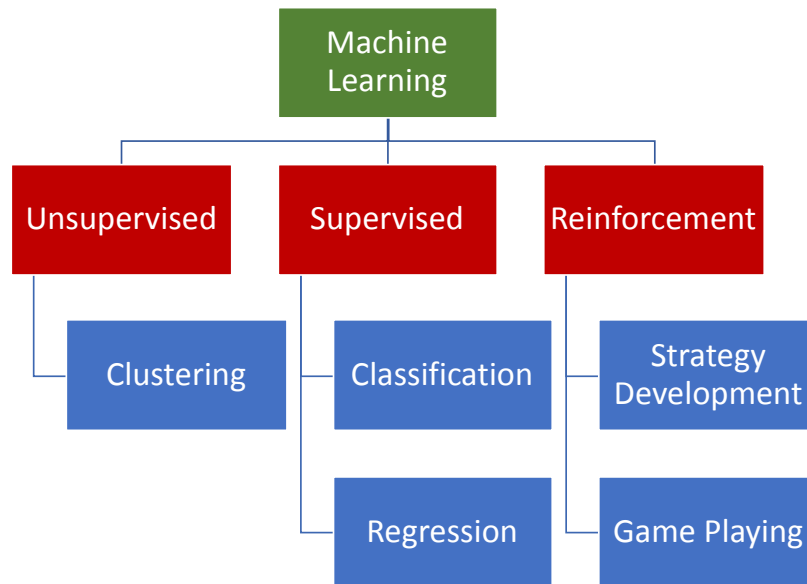 Machine
Learning
Unsupervised
Supervised
Reinforcement
Clustering
Classification
Strategy
Development
Regression
Game Playing